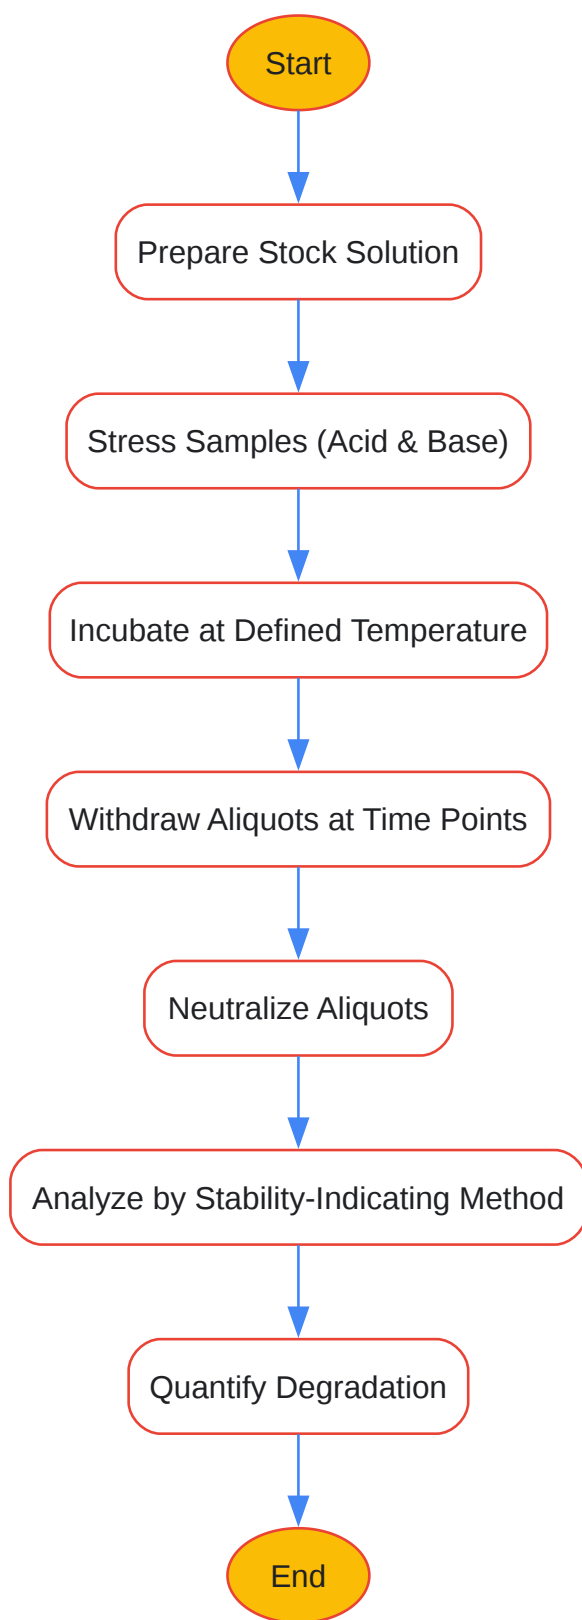 Start
Prepare Stock Solution
Stress Samples (Acid & Base)
Incubate at Defined Temperature
Withdraw Aliquots at Time Points
Neutralize Aliquots
Analyze by Stability-Indicating Method
Quantify Degradation
End